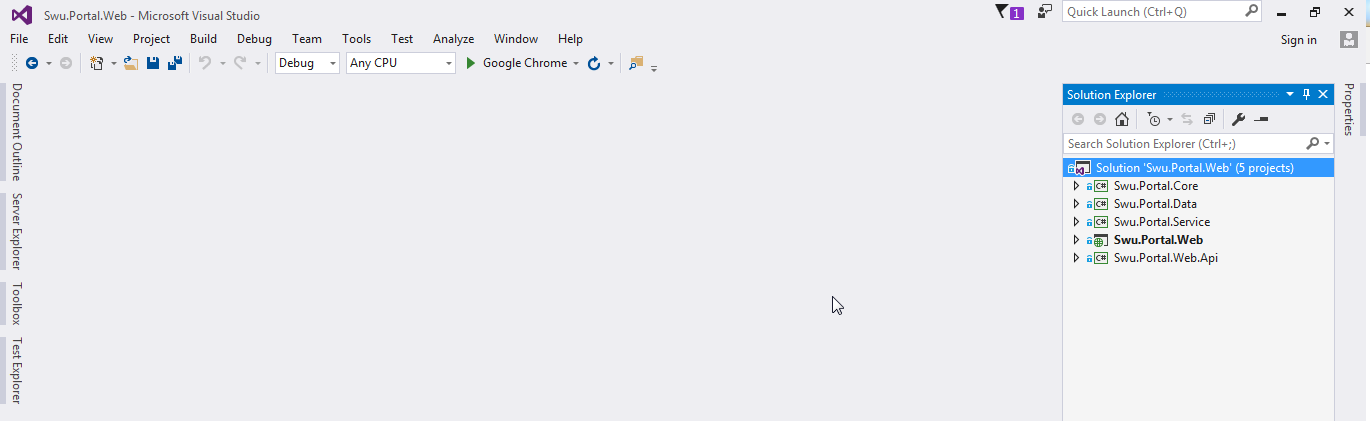 Swu.Portal.Web - Microsoft Visual Studio
1
Quick Launch (Ctrl+Q)
File Edit View Project Build Debug Team Tools Test Analyze Window Help
Sign in
Debug Any CPU Google Chrome
Document Outline
Server Explorer
Toolbox
Test Explorer
Solution Explorer
Search Solution Explorer (Ctrl+;)
Solution 'Swu.Portal.Web' (5 projects)
C# Swu.Portal.Core
C# Swu.Portal.Data
C# Swu.Portal.Service
Swu.Portal.Web
C# Swu.Portal.Web.Api
Properties